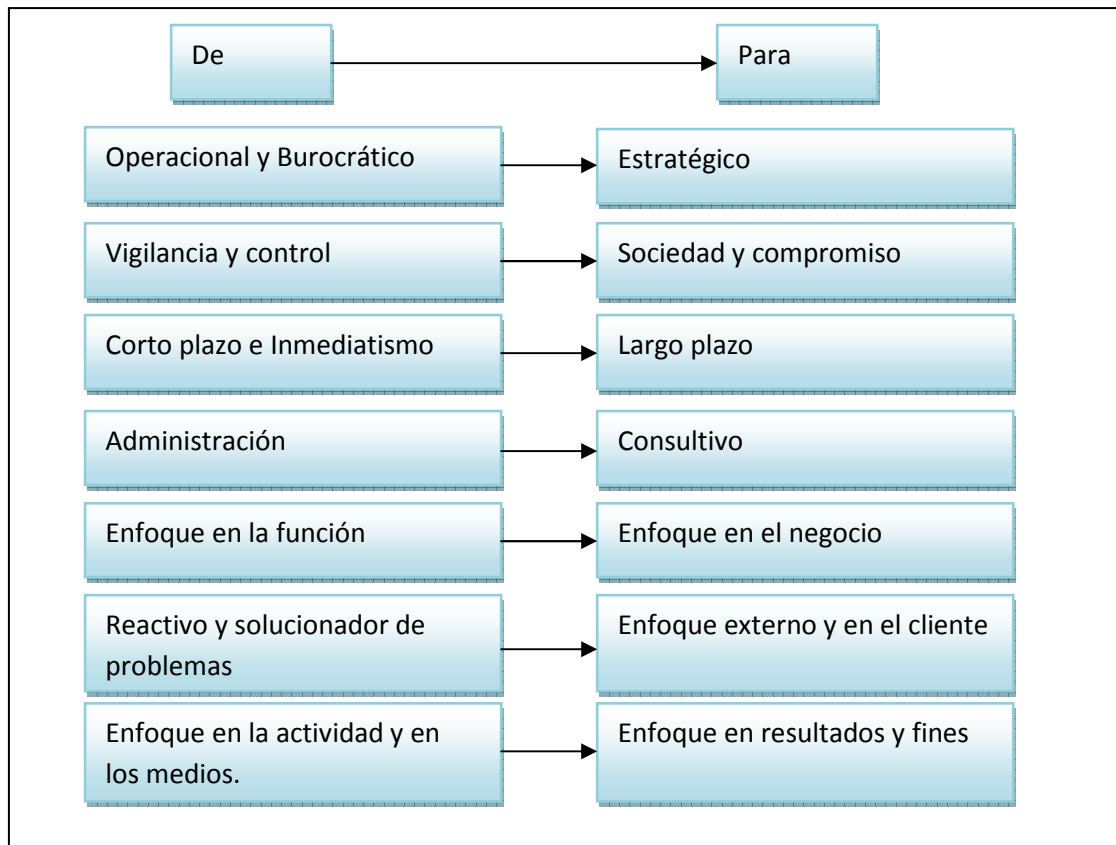 De
Para
Operacional y Burocrático
Estratégico
Vigilancia y control
Sociedad y compromiso
Corto plazo e Inmediatismo
Largo plazo
Administración
Consultivo
Enfoque en la función
Enfoque en el negocio
Reactivo y solucionador de
problemas
Enfoque externo y en el cliente
Enfoque en la actividad y en
los medios.
Enfoque en resultados y fines